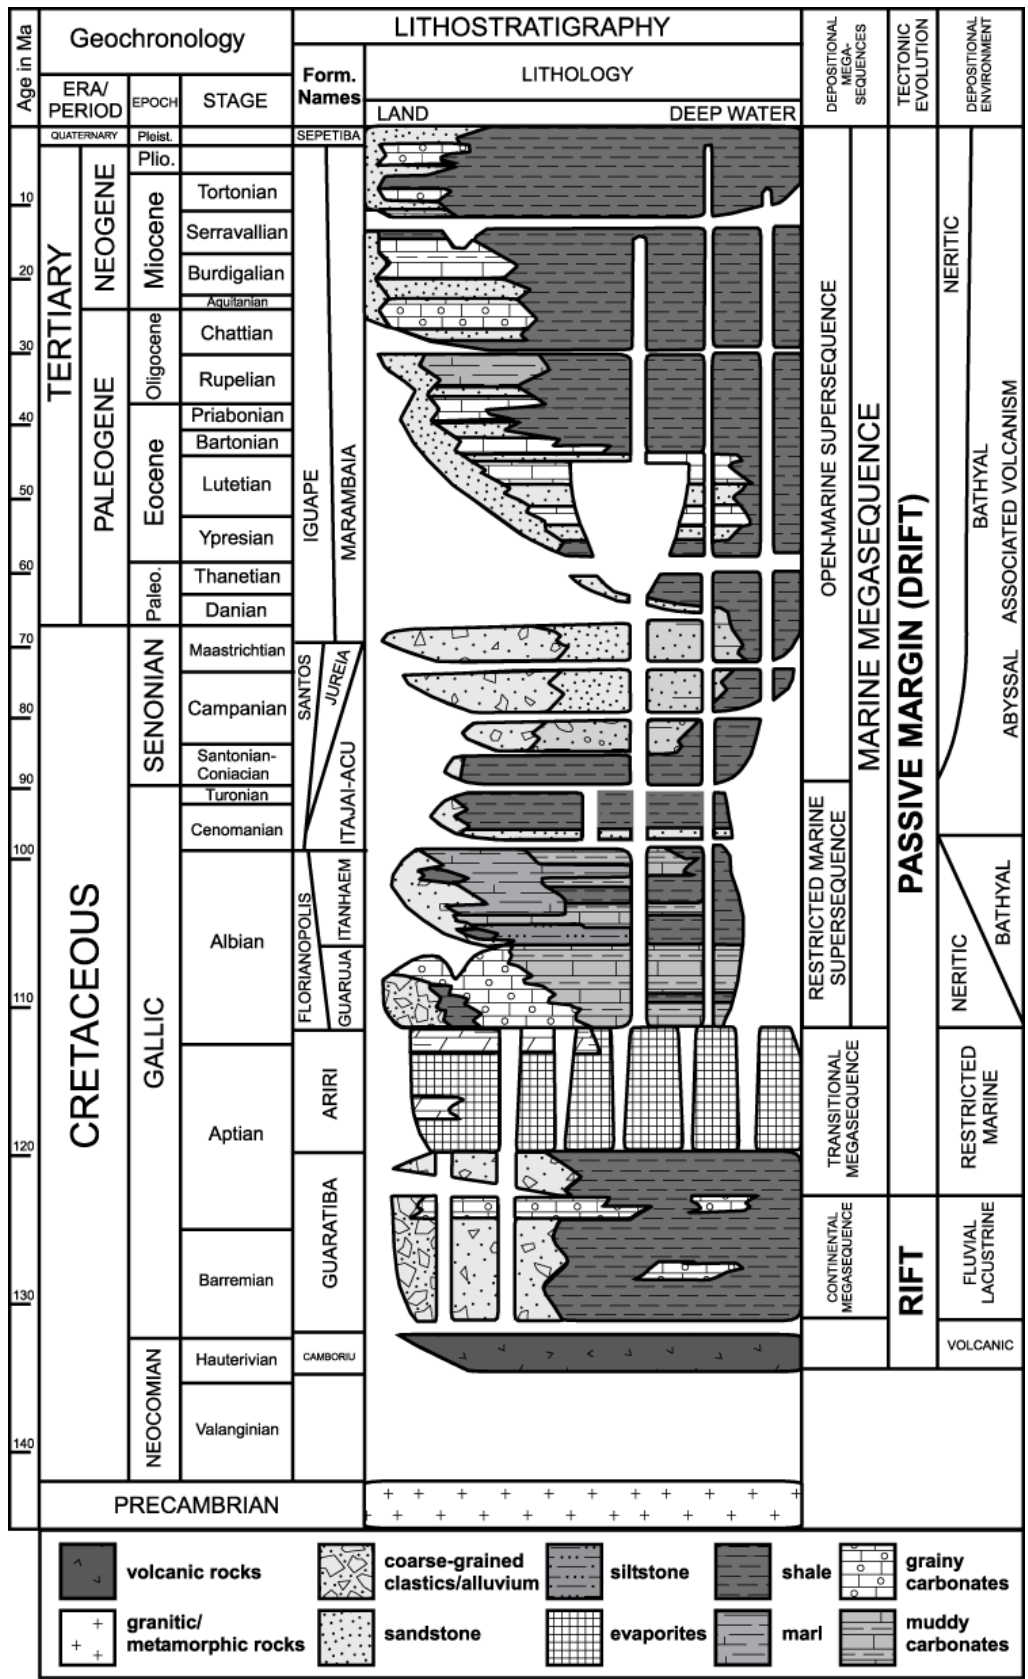 Age in Ma
Geochronology
ERA/
PERIOD
EPOCH
STAGE
LITHOSTRATIGRAPHY
Form.
Names
LITHOLOGY
LAND
DEEP WATER
DEPOSITIONAL
MEGA-
SEQUENCES
TECTONIC
EVOLUTION
DEPOSITIONAL
ENVIRONMENT
QUATERNARY
Pleist.
SEPETIBA
10
20
30
40
50
60
70
80
90
100
110
120
130
140
TERTIARY
NEOGENE
PALEOGENE
CRETACEOUS
Plio.
Miocene
Oligocene
Eocene
Paleo.
SENONIAN
GALLIC
NEOCOMIAN
Tortonian
Serravallian
Burdigalian
Aquitanian
Chattian
Rupelian
Priabonian
Bartonian
Lutetian
Ypresian
Thanetian
Danian
Maastrichtian
Campanian
Santonian-
Coniacian
Turonian
Cenomanian
Albian
Aptian
Barremian
Hauterivian
Valanginian
PRECAMBRIAN
IGUAPE
MARAMBAIA
SANTOS
JUREIA
ITAJAI-ACU
FLORIANOPOLIS
ITANHAEM
GUARUJA
ARIRI
GUARATIBA
CAMBORIU
OPEN-MARINE SUPERSEQUENCE
MARINE MEGASEQUENCE
RESTRICTED MARINE
SUPERSEQUENCE
TRANSITIONAL
MEGASEQUENCE
CONTINENTAL
MEGASEQUENCE
PASSIVE MARGIN (DRIFT)
RIFT
NERITIC
BATHYAL
ABYSSAL ASSOCIATED VOLCANISM
NERITIC
BATHYAL
RESTRICTED
MARINE
FLUVIAL
LACUSTRINE
VOLCANIC
volcanic rocks
coarse-grained
clastics/alluvium
siltstone
shale
grainy
carbonates
granitic/
metamorphic rocks
sandstone
evaporites
marl
muddy
carbonates